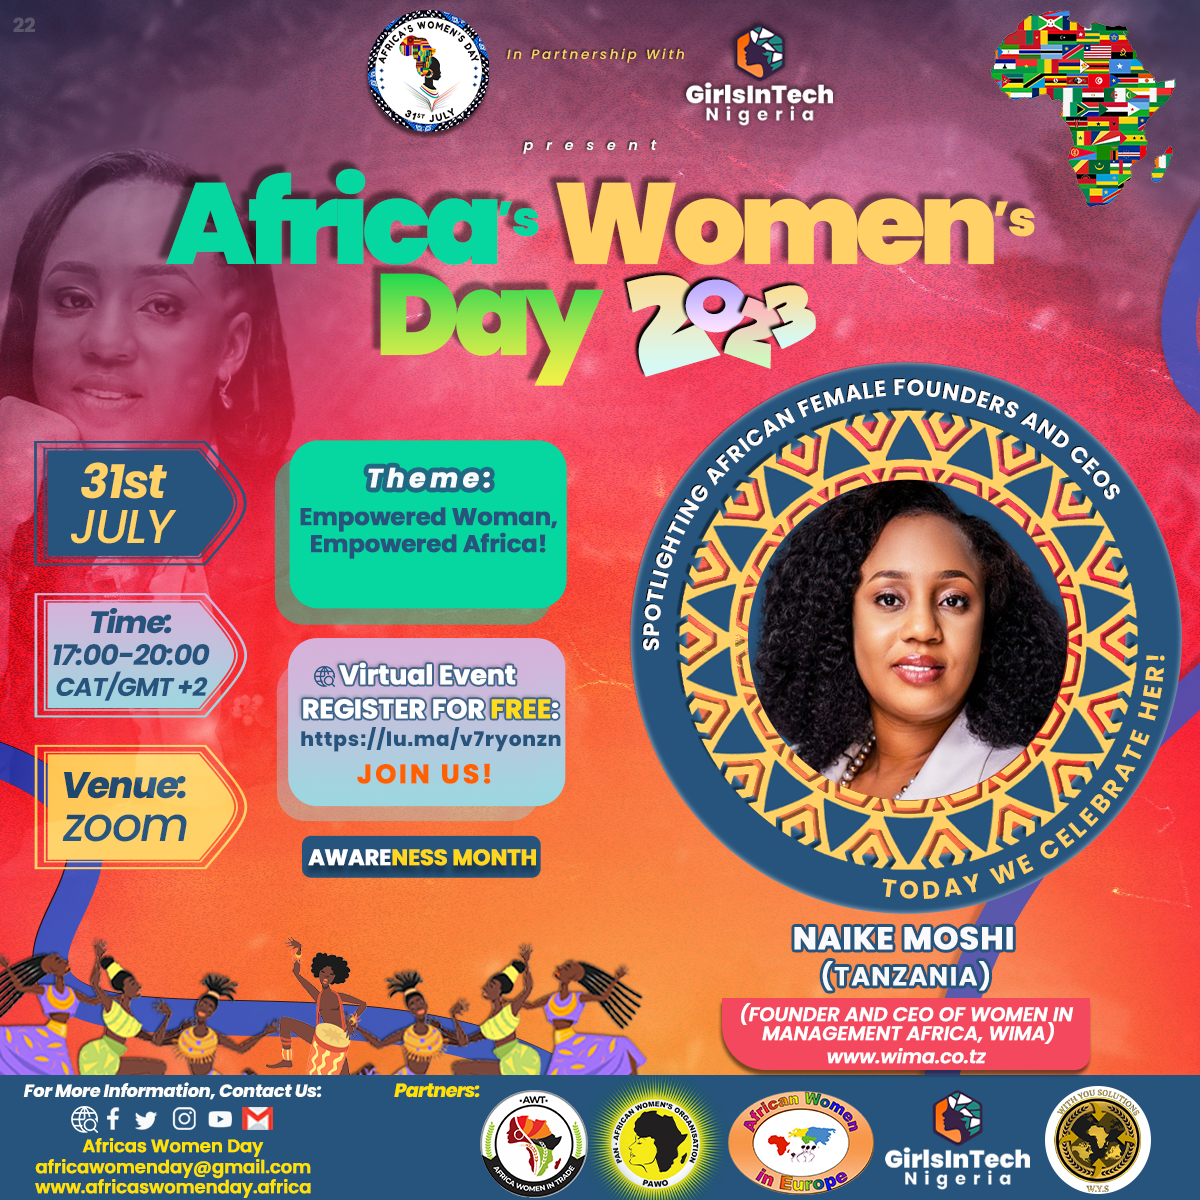 22
AFRICA'S WOMEN'S DAY
31ST JULY
In Partnership With
GirlsInTech
Nigeria
present
Africa's Women's
Day 2023
31st
JULY
Time:
17:00-20:00
CAT/GMT +2
Venue:
zoom
Theme:
Empowered Woman,
Empowered Africa!
Virtual Event
REGISTER FOR FREE:
https://lu.ma/v7ryonzn
JOIN US!
AWARENESS MONTH
SPOTLIGHTING AFRICAN FEMALE FOUNDERS AND CEOS
TODAY WE CELEBRATE HER!
NAIKE MOSHI
(TANZANIA)
(FOUNDER AND CEO OF WOMEN IN
MANAGEMENT AFRICA, WIMA)
www.wima.co.tz
For More Information, Contact Us:
Africas Women Day
africawomenday@gmail.com
www.africaswomenday.africa
Partners:
·AWT·
AFRICA WOMEN IN TRADE
PAN - AFRICAN WOMEN'S ORGANISATION
PAWO
African Women
in Europe
GirlsInTech
Nigeria
WITH YOU SOLUTIONS
W.Y.S